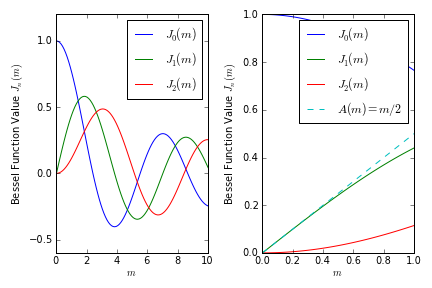 1.0
0.5
0.0
−0.5
0 2 4 6 8 10
m
Bessel Function Value J_n(m)
J_0(m)
J_1(m)
J_2(m)
1.0
0.8
0.6
0.4
0.2
0.0
0.0 0.2 0.4 0.6 0.8 1.0
m
Bessel Function Value J_n(m)
J_0(m)
J_1(m)
J_2(m)
A(m)=m/2